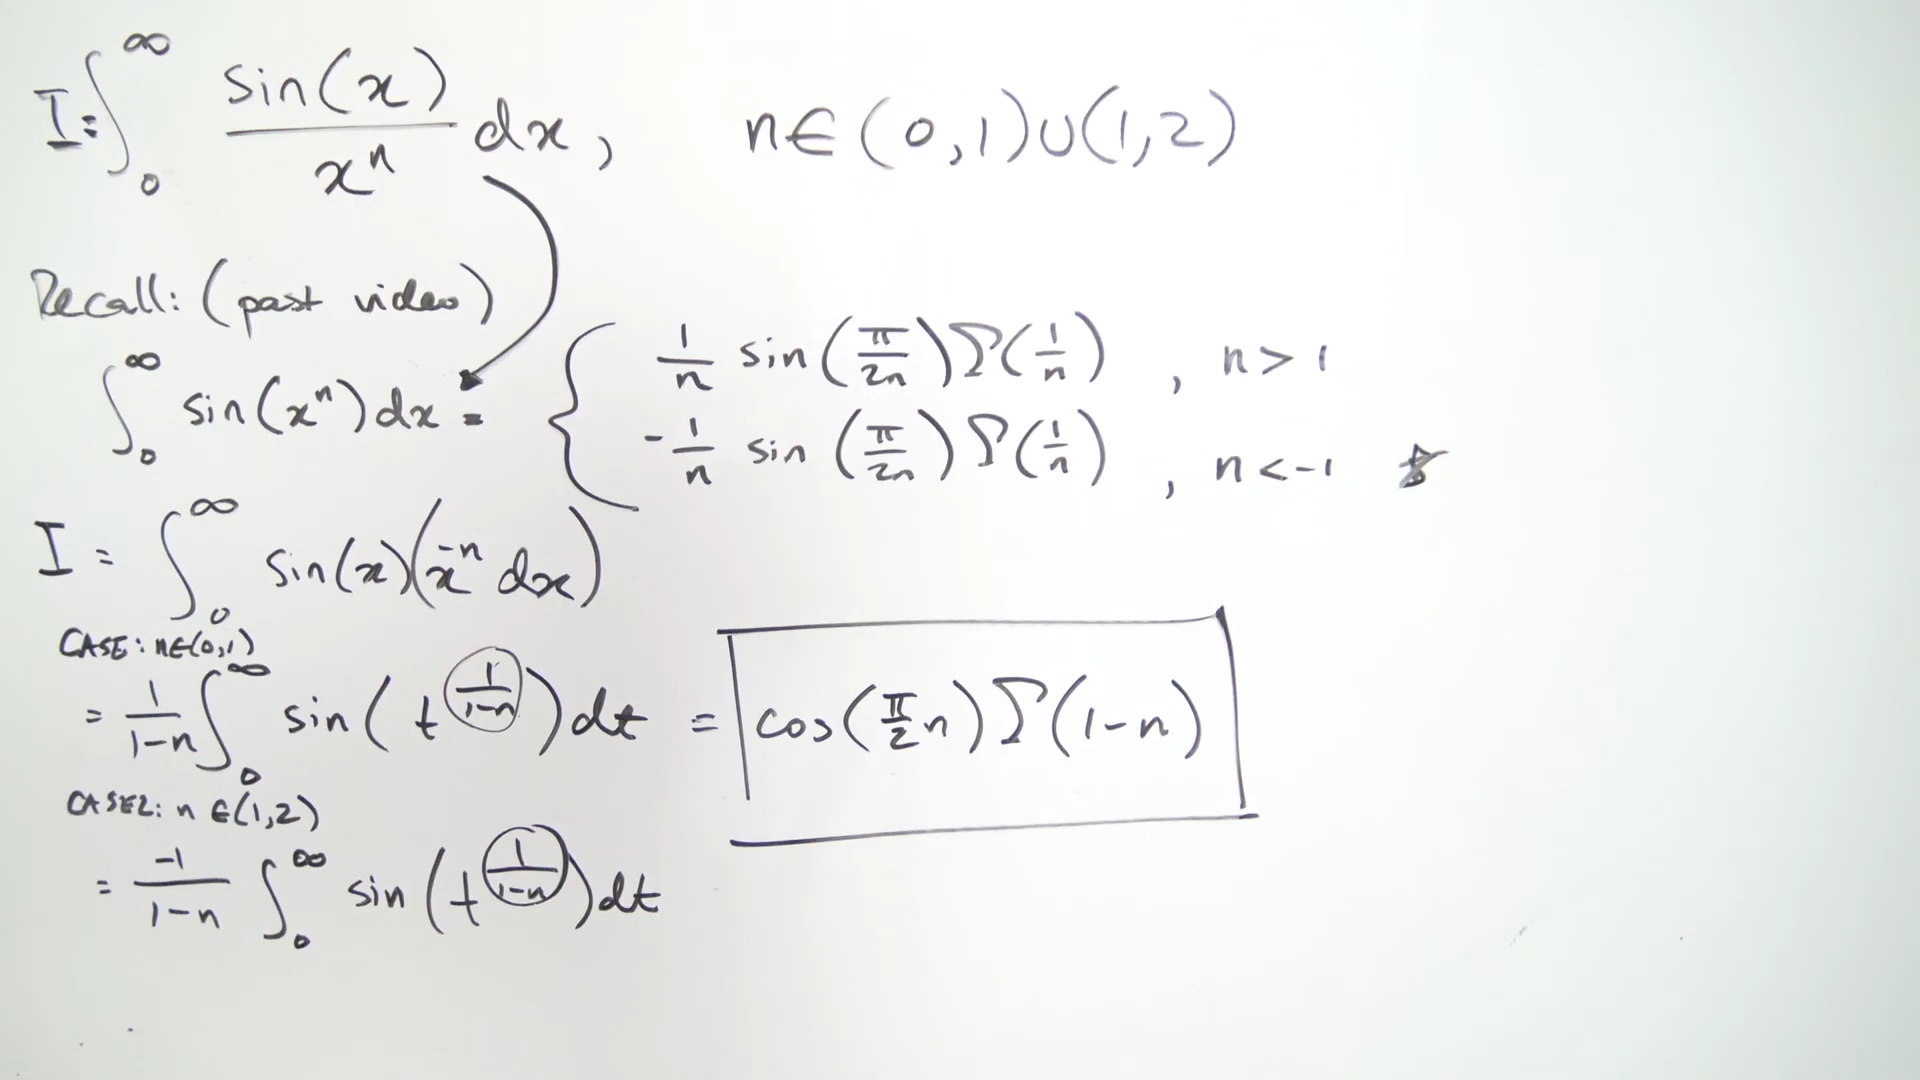 I = ∫₀^∞ sin(x)/xⁿ dx, n∈(0,1)∪(1,2)
Recall: (past video)
∫₀^∞ sin(xⁿ)dx = { 1/n sin(π/2n)Γ(1/n), n > 1
-1/n sin(π/2n)Γ(1/n), n < -1
I = ∫₀^∞ sin(x)(x⁻ⁿ dx)
CASE: n∈(0,1)
= 1/(1-n) ∫₀^∞ sin(t^(1/(1-n)))dt = cos(π/2 n)Γ(1-n)
CASE2: n∈(1,2)
= -1/(1-n) ∫₀^∞ sin(t^(1/(1-n)))dt